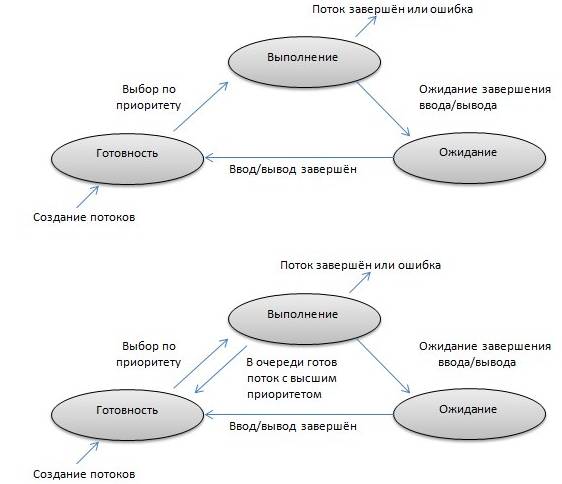 Поток завершён или ошибка
Выполнение
Выбор по
приоритету
Ожидание завершения
ввода/вывода
Готовность
Ожидание
Ввод/вывод завершён
Создание потоков
Поток завершён или ошибка
Выполнение
Выбор по
приоритету
В очереди готов
поток с высшим
приоритетом
Ожидание завершения
ввода/вывода
Готовность
Ожидание
Ввод/вывод завершён
Создание потоков